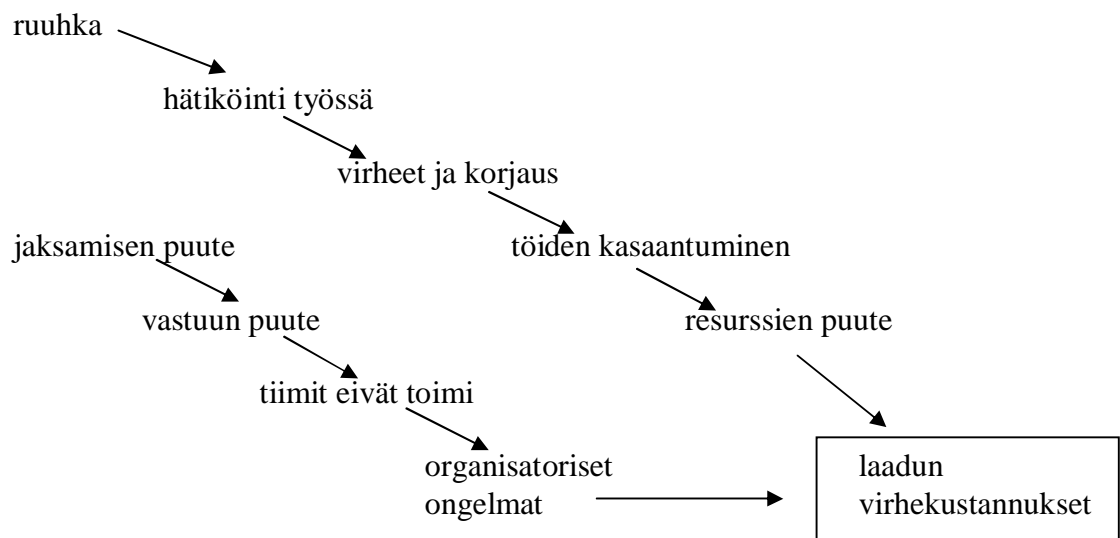 ruuhka
hätiköinti työssä
virheet ja korjaus
jaksamisen puute
töiden kasaantuminen
vastuun puute
resurssien puute
tiimit eivät toimi
organisatoriset
ongelmat
laadun
virhekustannukset